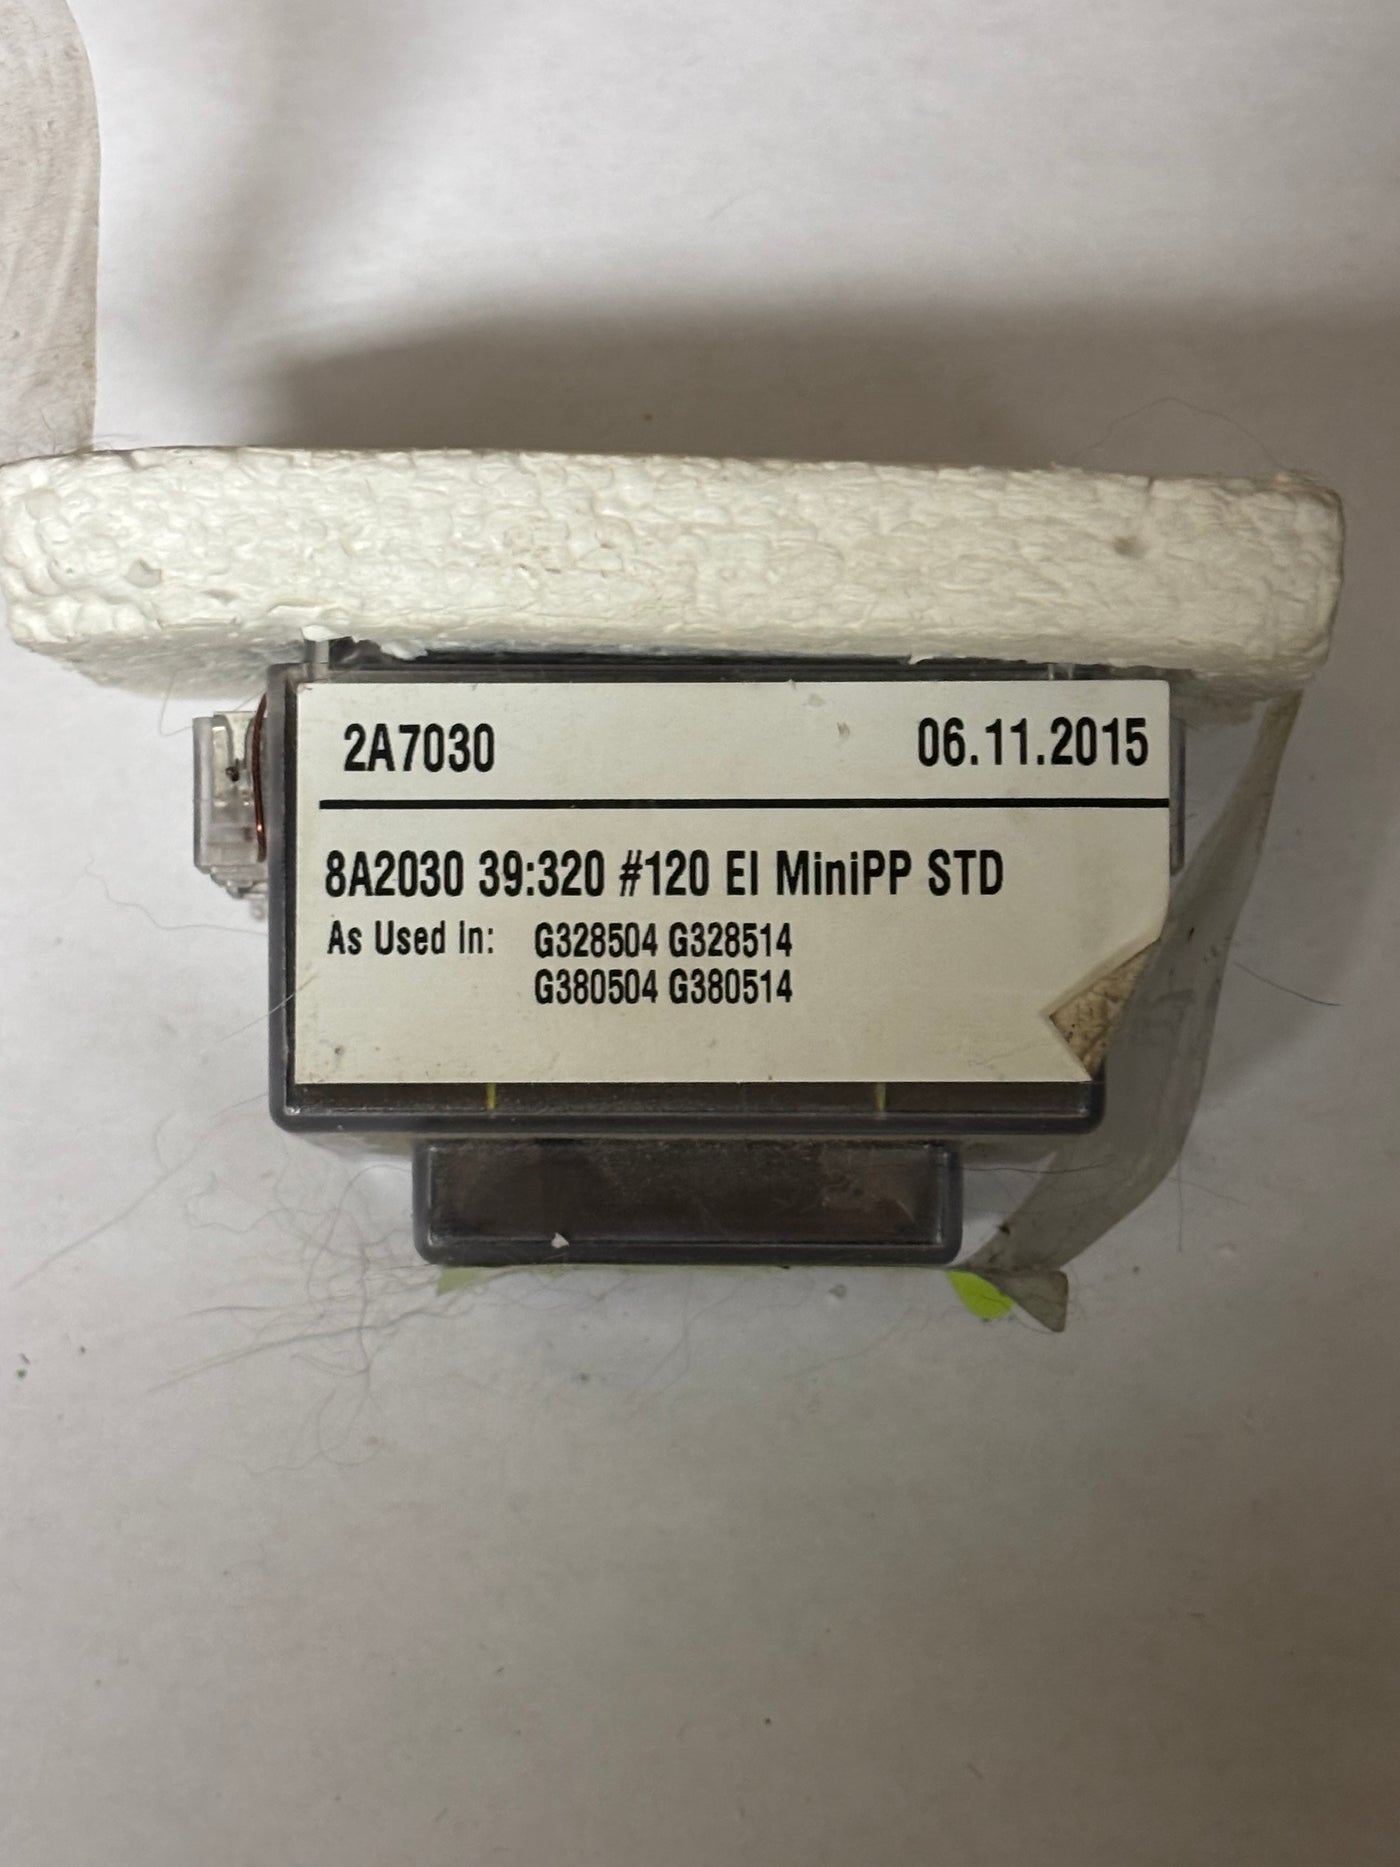 2A7030 06.11.2015
8A2030 39:320 #120 EI MiniPP STD
As Used In: G328504 G328514
G380504 G380514